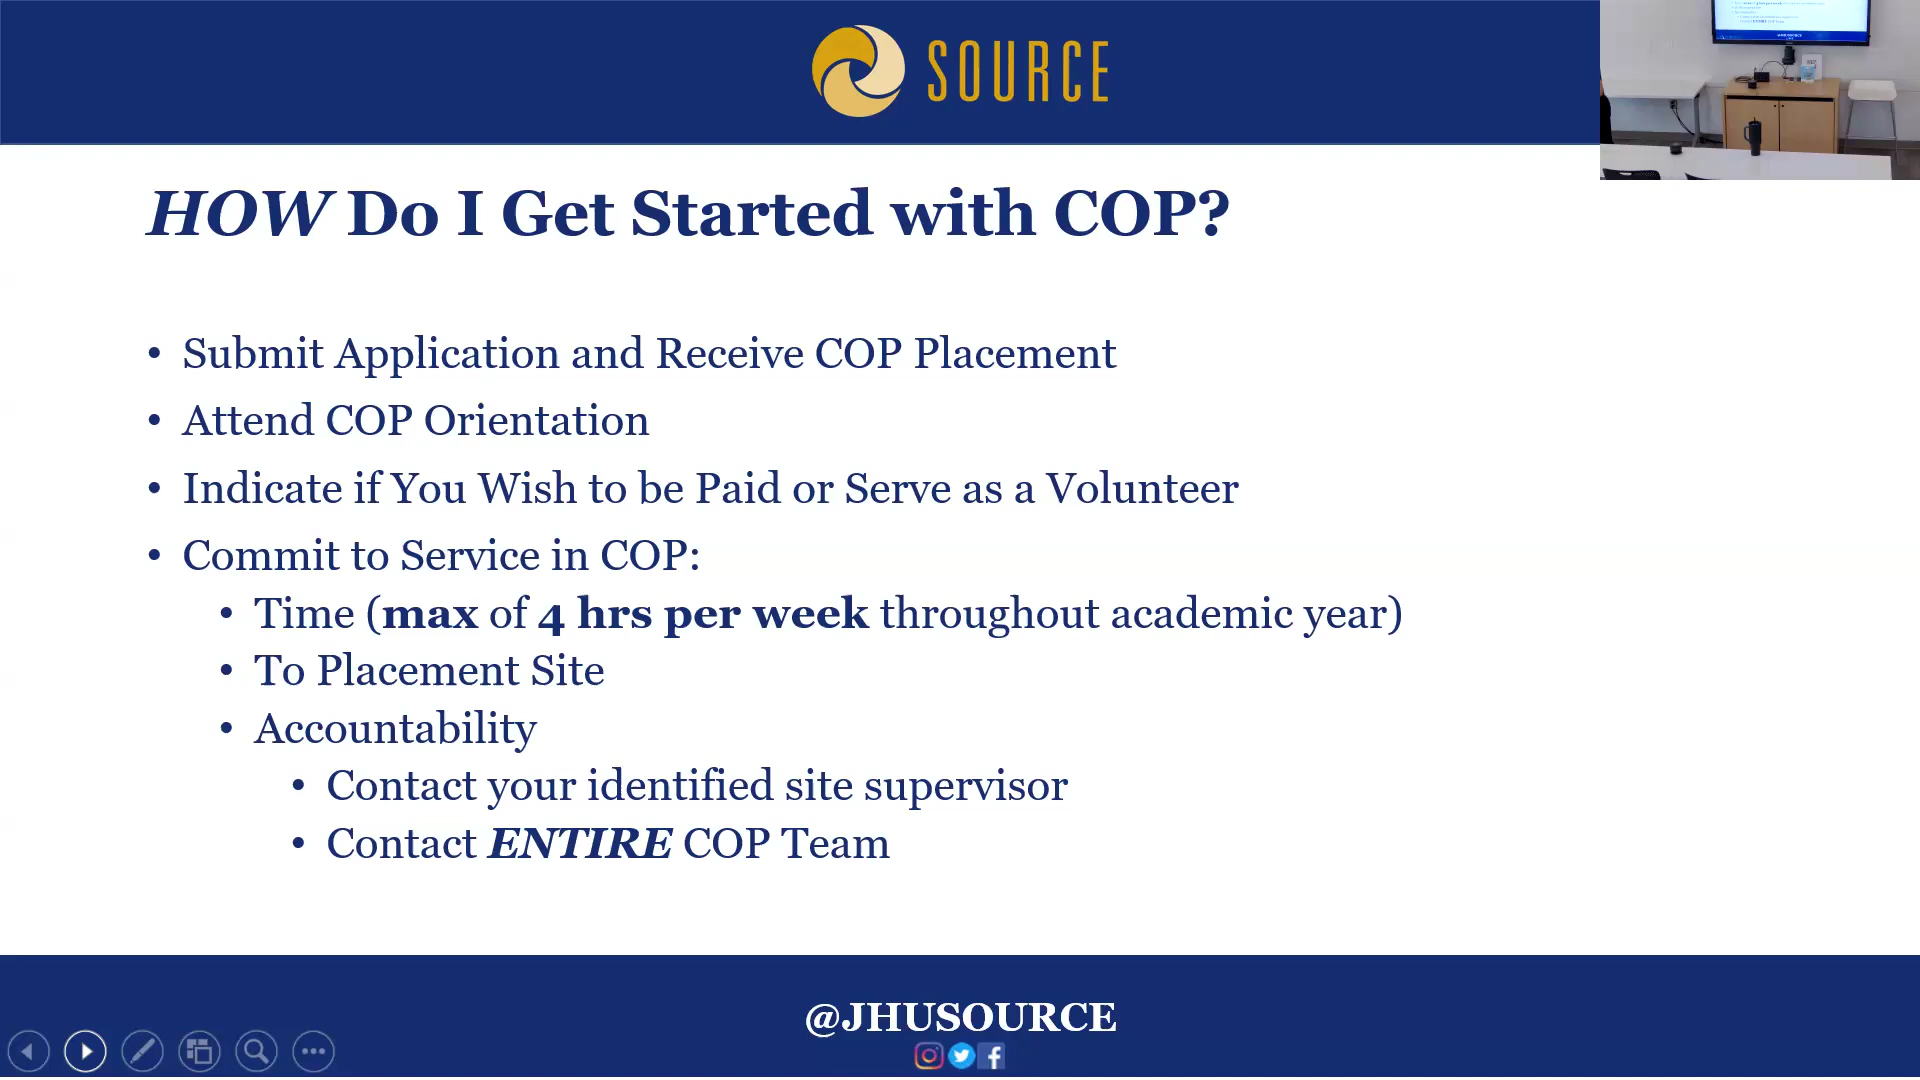 SOURCE
HOW Do I Get Started with COP?
• Submit Application and Receive COP Placement
• Attend COP Orientation
• Indicate if You Wish to be Paid or Serve as a Volunteer
• Commit to Service in COP:
• Time (max of 4 hrs per week throughout academic year)
• To Placement Site
• Accountability
• Contact your identified site supervisor
• Contact ENTIRE COP Team
@JHUSOURCE